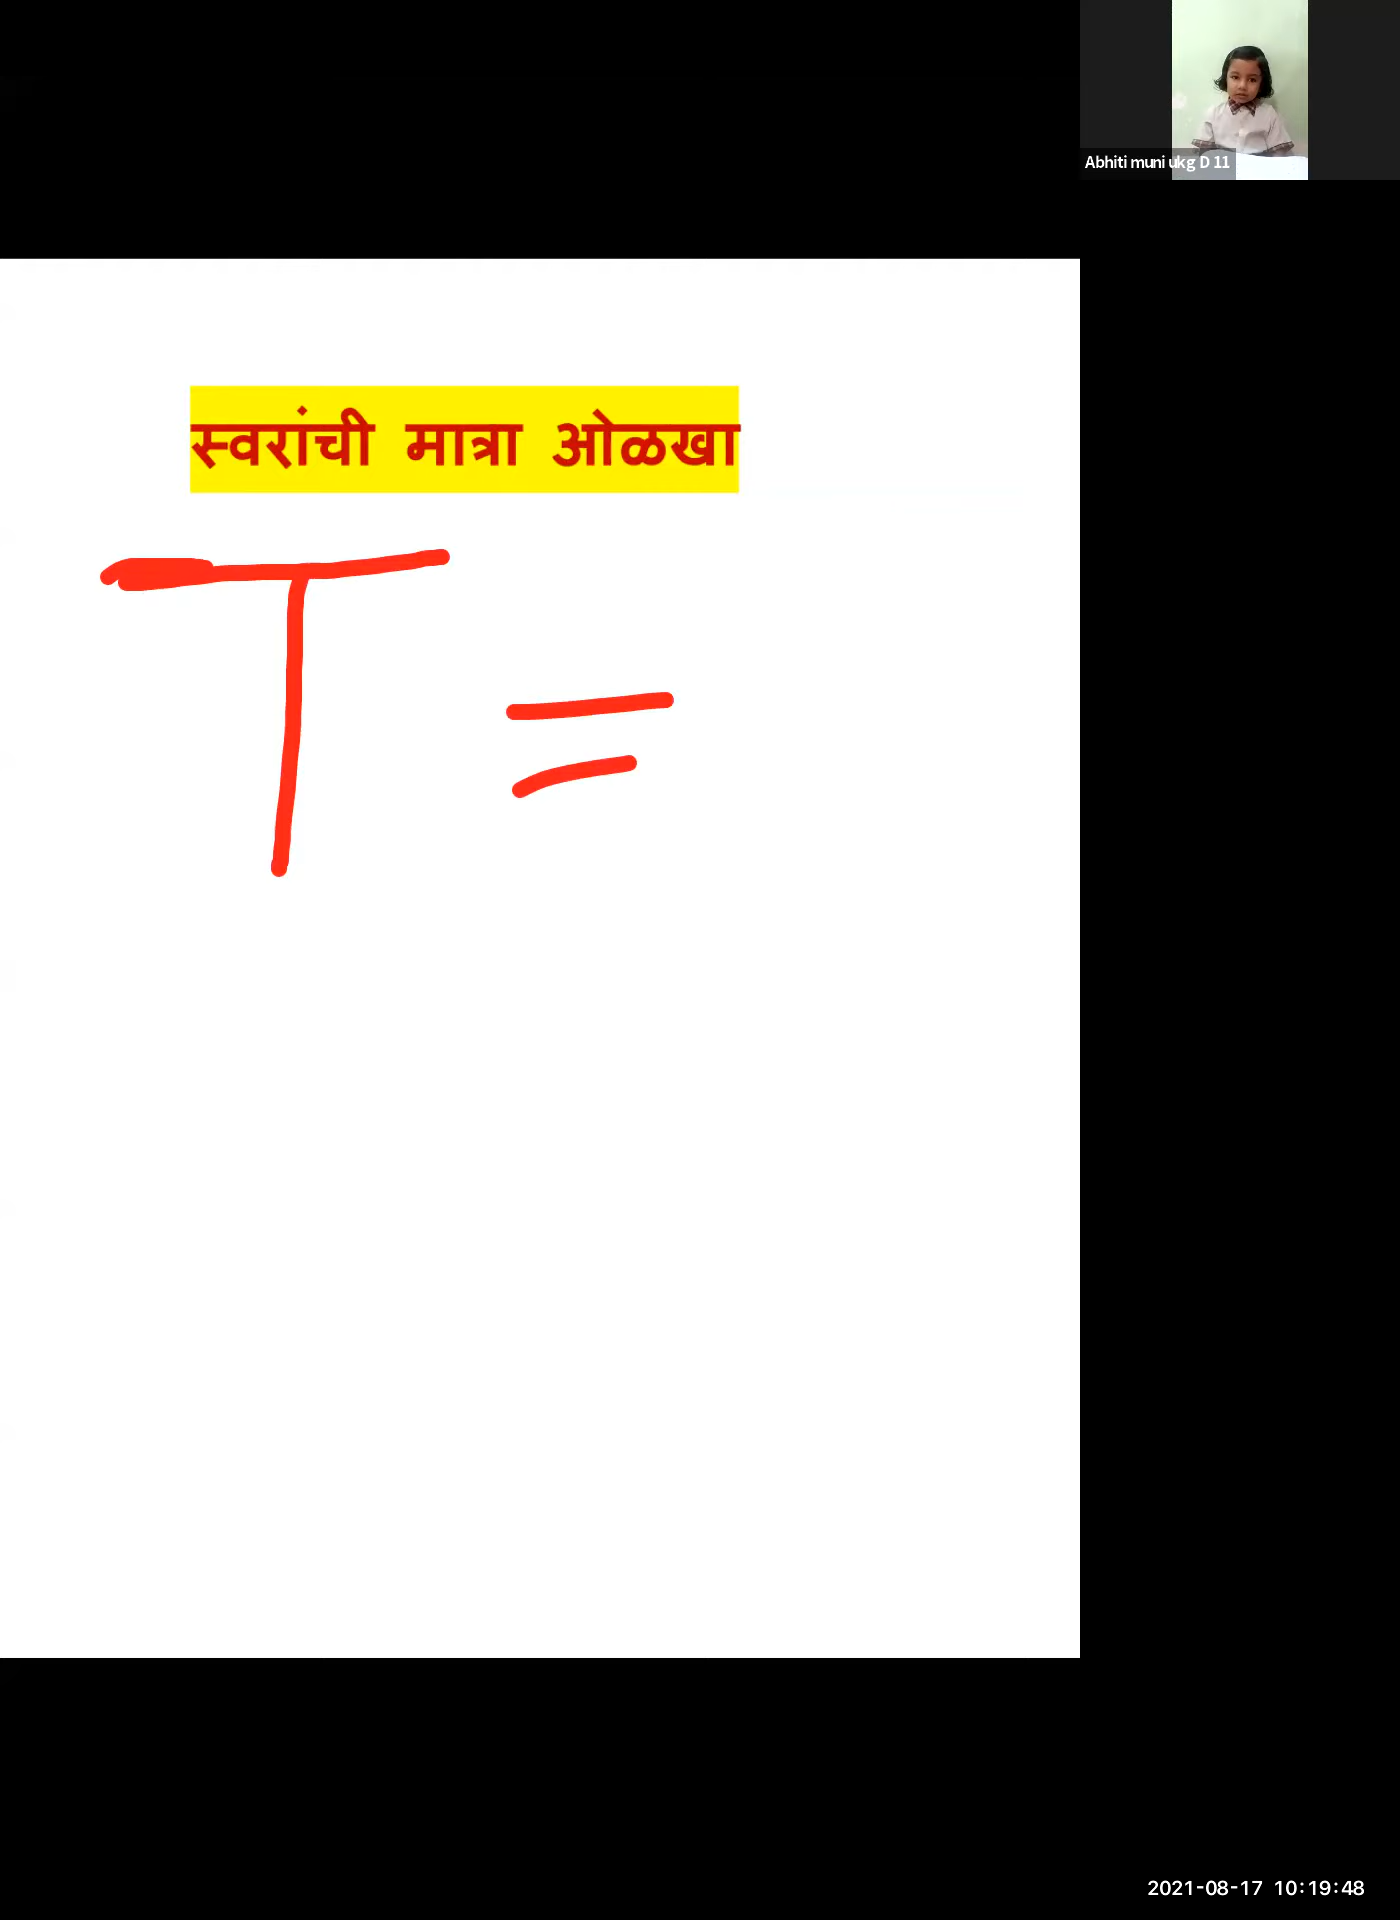 Abhiti muni ukg D 11
स्वरांची मात्रा ओळखा
ा =
2021-08-17 10:19:48